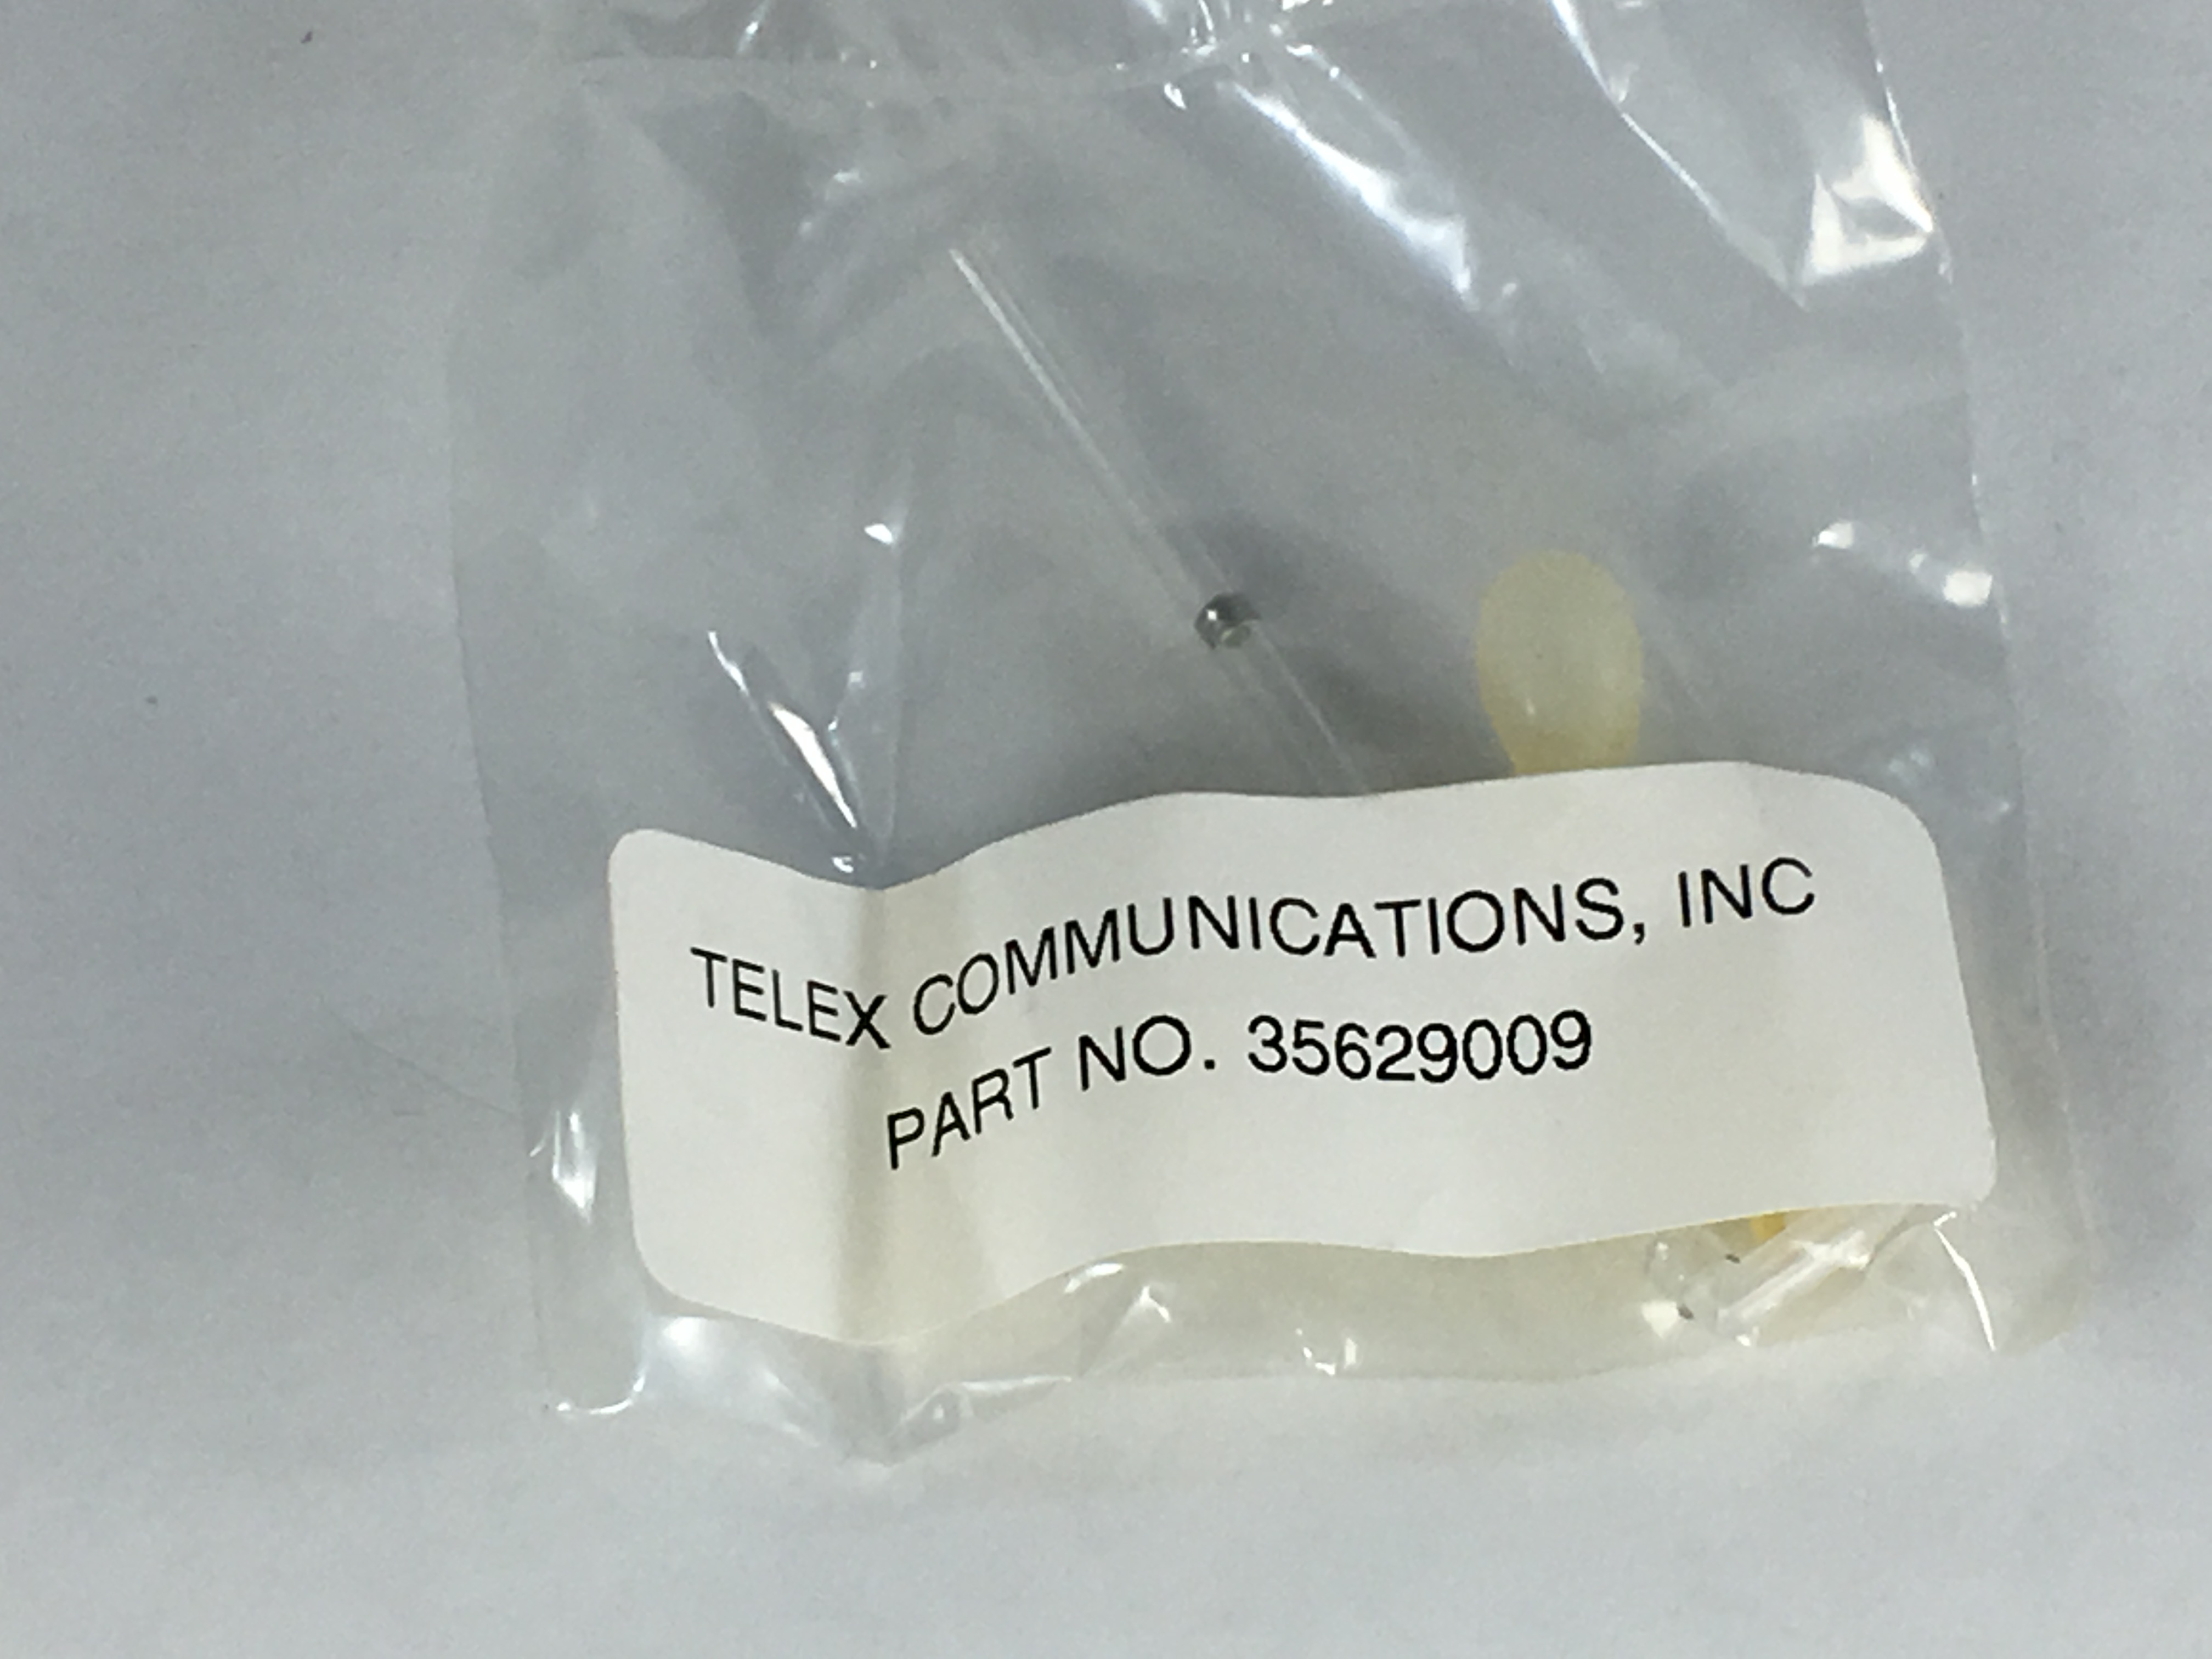 TELEX COMMUNICATIONS, INC
PART NO. 35629009